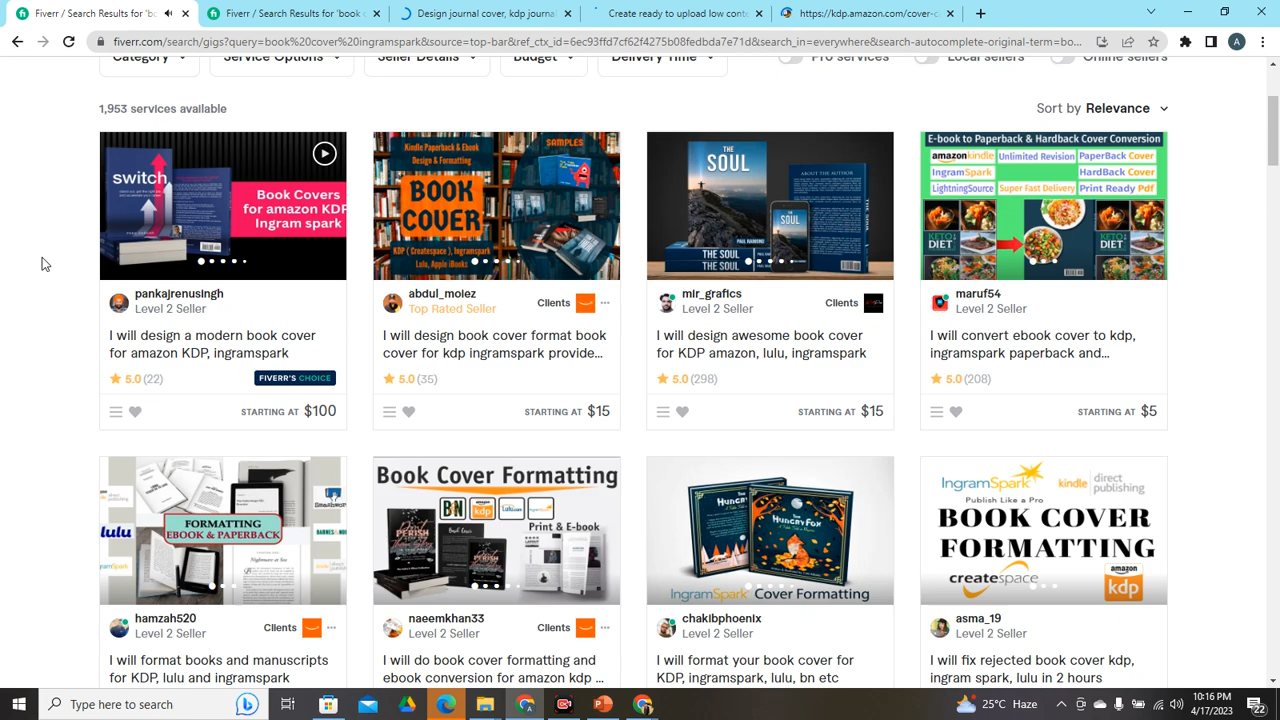 Fiverr / Search Results for 'bo
Fiverr / Search Results for 'book c
Design journal cover, kdp journal
Create ready to upload low conte
https://kdp.amazon.com/cover-c
fiverr.com/search/gigs?query=book%20cover%20ingramspark&source=top-bar&ref_ctx_id=6ec93ffd7cf62f4275b08fedbda7e71d&search_in=everywhere&search-autocomplete-original-term=bo...
A
Category
Service Options
Seller Details
Budget
Delivery Time
Pro services
Local sellers
Online sellers
1,953 services available
Sort by Relevance
switch
Book Covers
for amazon KDP
Ingram spark
pankajrenusingh
Level 2 Seller
I will design a modern book cover
for amazon KDP, ingramspark
5.0 (22)
FIVERR'S CHOICE
STARTING AT $100
Kindle Paperback & Ebook
Design & Formatting
BOOK
COVER
KDP ( Createspace ), Ingramspark
Lulu, Apple iBooks
SAMPLES
abdul_moiez
Top Rated Seller
Clients
I will design book cover format book
cover for kdp ingramspark provide...
5.0 (35)
STARTING AT $15
THE
SOUL
ABOUT THE AUTHOR
THE SOUL
PAUL RAMSONS
THE SOUL
THE SOUL
THE SOUL
mir_grafics
Level 2 Seller
Clients
I will design awesome book cover
for KDP amazon, lulu, ingramspark
5.0 (298)
STARTING AT $15
E-book to Paperback & Hardback Cover Conversion
amazonkindle
Unlimited Revision
PaperBack Cover
IngramSpark
HardBack Cover
LightningSource
Super Fast Delivery
Print Ready Pdf
KETO
DIET
KETO
DIET
maruf54
Level 2 Seller
I will convert ebook cover to kdp,
ingramspark paperback and...
5.0 (208)
STARTING AT $5
lulu
FORMATTING
EBOOK & PAPERBACK
Nightmare at Sea
hamzah520
Level 2 Seller
Clients
I will format books and manuscripts
for KDP, lulu and ingramspark
Book Cover Formatting
BN
amazon
kdp
Print & E-book
PERISH
naeemkhan33
Level 2 Seller
Clients
I will do book cover formatting and
ebook conversion for amazon kdp ...
THE
HUNGRY FOX
IngramSpark Cover Formatting
chakibphoenix
Level 2 Seller
I will format your book cover for
KDP, ingramspark, lulu, bn etc
IngramSpark
Publish Like a Pro
kindle direct
publishing
BOOK COVER
FORMATTING
createspace
amazon
kdp
asma_19
Level 2 Seller
I will fix rejected book cover kdp,
ingram spark, lulu in 2 hours
Type here to search
25°C Haze
10:16 PM
4/17/2023